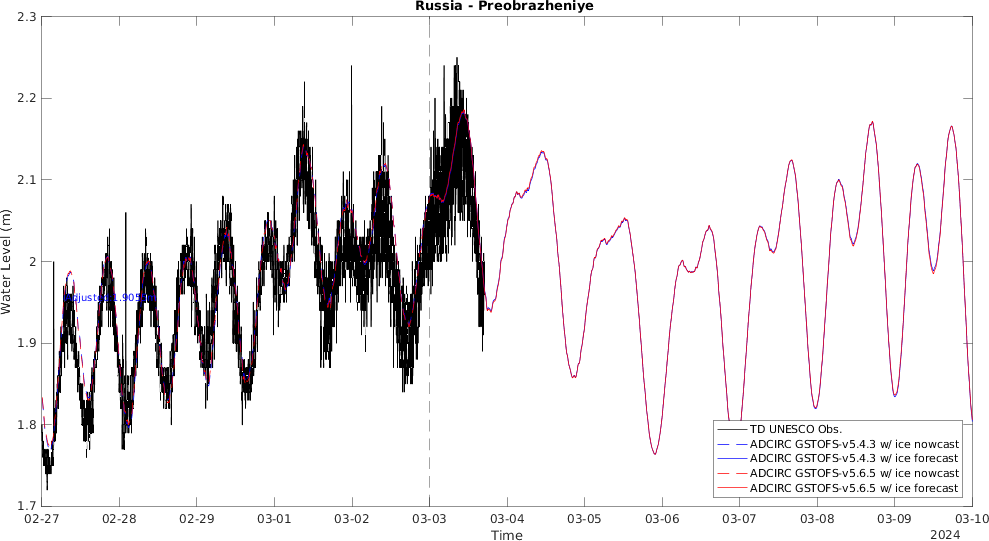 Russia - Preobrazheniye
2.3
2.2
2.1
2
1.9
1.8
1.7
Water Level (m)
02-27
02-28
02-29
03-01
03-02
03-03
03-04
03-05
03-06
03-07
03-08
03-09
03-10
Time
2024
TD UNESCO Obs.
ADCIRC GSTOFS-v5.4.3 w/ ice nowcast
ADCIRC GSTOFS-v5.4.3 w/ ice forecast
ADCIRC GSTOFS-v5.6.5 w/ ice nowcast
ADCIRC GSTOFS-v5.6.5 w/ ice forecast